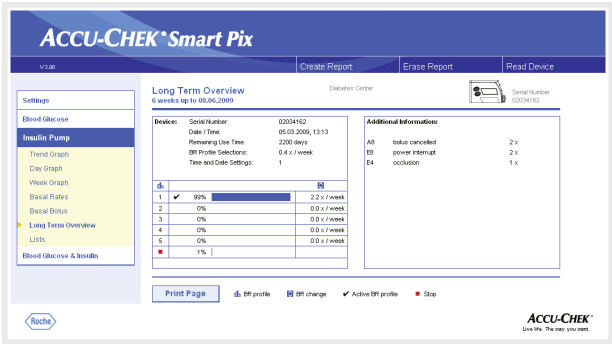 ACCU-CHEK® Smart Pix
V3.00
Create Report
Erase Report
Read Device
Settings
Blood Glucose
Insulin Pump
Trend Graph
Day Graph
Week Graph
Basal Rates
Basal Bolus
Long Term Overview
Lists
Blood Glucose & Insulin
Long Term Overview
6 weeks up to 08.06.2009
Diabetes Center
Serial Number
02034162
Device: Serial Number: 02034162
Date / Time: 05.03.2009, 13:13
Remaining Use Time: 2200 days
BR Profile Selections: 0.4 x / week
Time and Date Settings: 1
1 ✔ 99% 2.2 x / week
2 0% 0.0 x / week
3 0% 0.0 x / week
4 0% 0.0 x / week
5 0% 0.0 x / week
1%
Additional Information:
A8 bolus cancelled 2 x
E8 power interrupt 2 x
E4 occlusion 1 x
Print Page
BR profile
BR change
✔ Active BR profile
Stop
Roche
ACCU-CHEK®
Live life. The way you want.